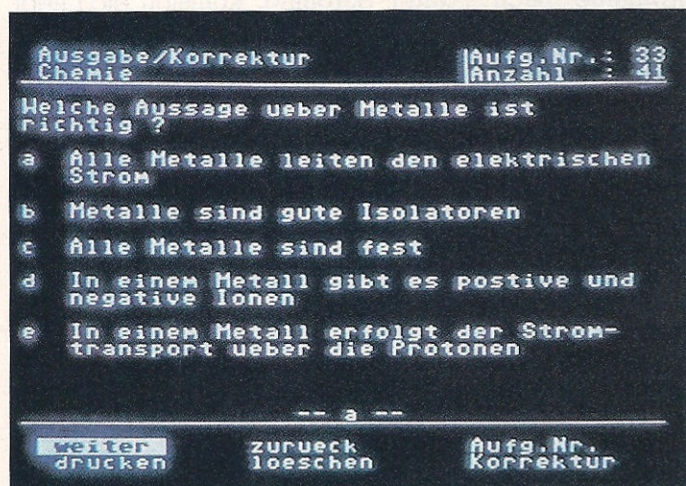 Ausgabe/Korrektur Aufg.Nr.: 33
Chemie Anzahl : 41
Welche Aussage ueber Metalle ist
richtig ?
a Alle Metalle leiten den elektrischen
Strom
b Metalle sind gute Isolatoren
c Alle Metalle sind fest
d In einem Metall gibt es postive und
negative Ionen
e In einem Metall erfolgt der Strom-
transport ueber die Protonen
-- a --
weiter zurueck Aufg.Nr.
drucken loeschen Korrektur